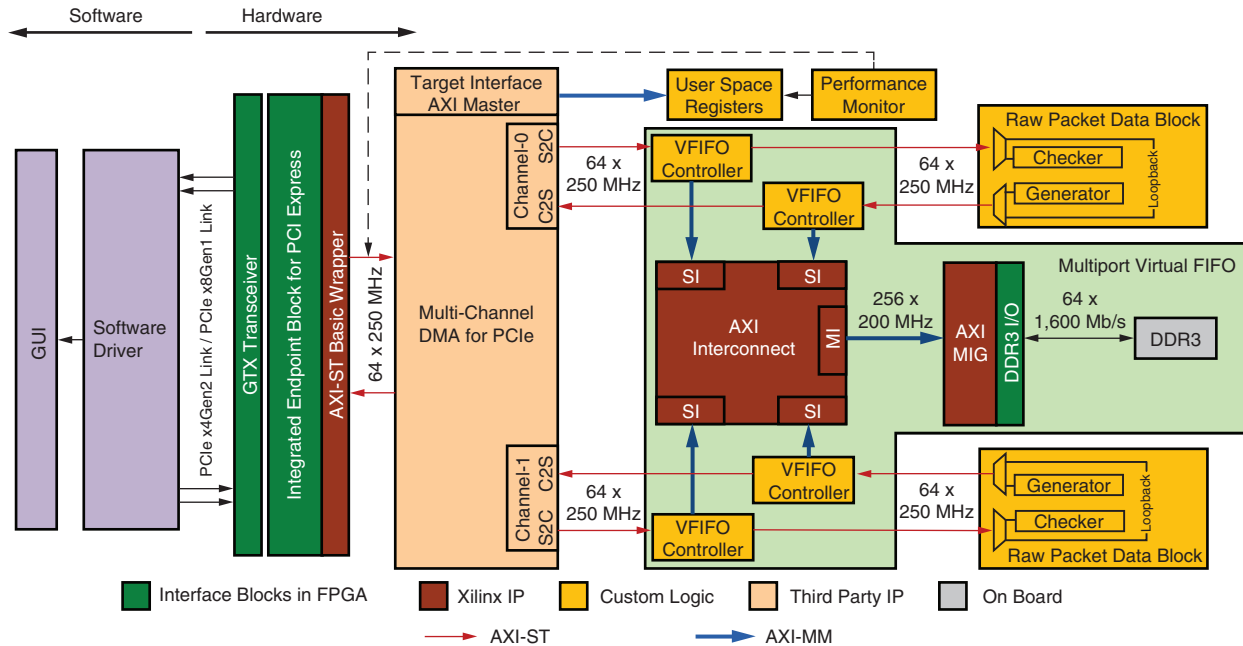 Software
Hardware
GUI
Software
Driver
PCIe x4Gen2 Link / PCIe x8Gen1 Link
GTX Transceiver
Integrated Endpoint Block for PCI Express
AXI-ST Basic Wrapper
64 x 250 MHz
Target Interface
AXI Master
Multi-Channel
DMA for PCIe
Channel-0
S2C
C2S
Channel-1
C2S
S2C
User Space
Registers
Performance
Monitor
64 x
250 MHz
VFIFO
Controller
VFIFO
Controller
64 x
250 MHz
Raw Packet Data Block
Checker
Generator
Loopback
Multiport Virtual FIFO
SI
SI
AXI
Interconnect
MI
SI
SI
256 x
200 MHz
AXI
MIG
DDR3 I/O
64 x
1,600 Mb/s
DDR3
64 x
250 MHz
VFIFO
Controller
VFIFO
Controller
64 x
250 MHz
Generator
Checker
Loopback
Raw Packet Data Block
Interface Blocks in FPGA
Xilinx IP
Custom Logic
Third Party IP
On Board
AXI-ST
AXI-MM